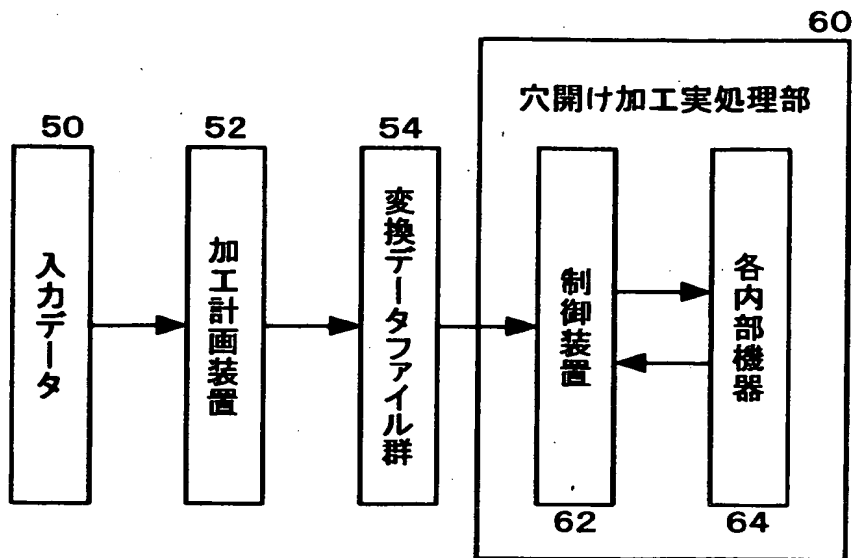 60
穴開け加工実処理部
50
52
54
入力データ
加工計画装置
変換データファイル群
制御装置
各内部機器
62
64